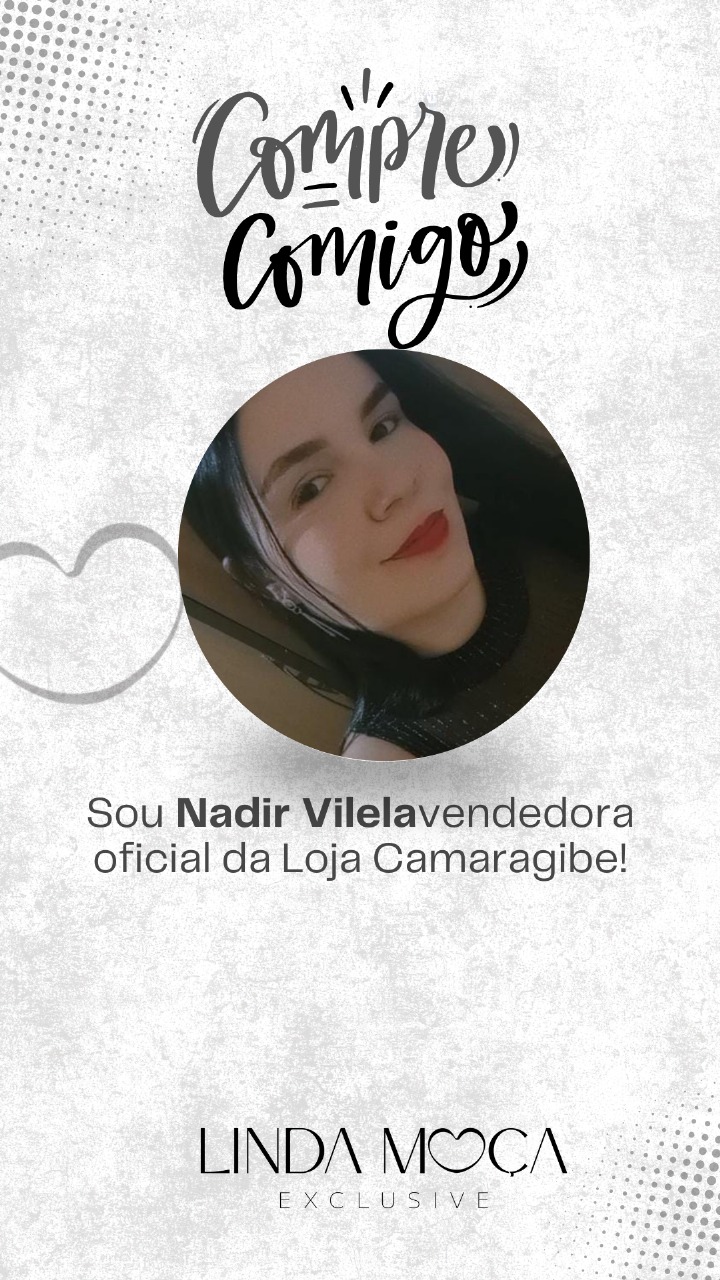 Compre
Comigo
Sou Nadir Vilelavendedora
oficial da Loja Camaragibe!
LINDA MOÇA
EXCLUSIVE